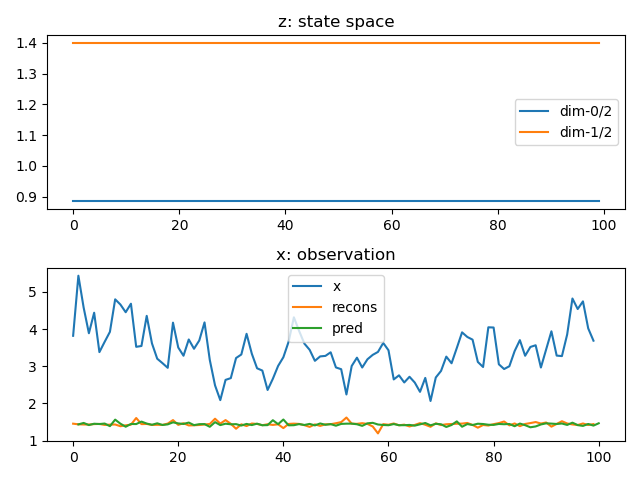 z: state space
1.4
1.3
1.2
1.1
1.0
0.9
dim-0/2
dim-1/2
0 20 40 60 80 100
x: observation
5
4
3
2
1
x
recons
pred
0 20 40 60 80 100